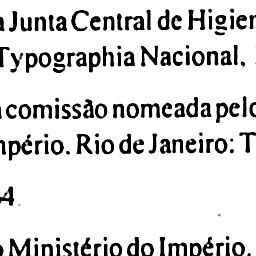 a Junta Central de Higien
Typographia Nacional,
comissão nomeada pelo
mpério. Rio de Janeiro: T
4
o Ministério do Império.